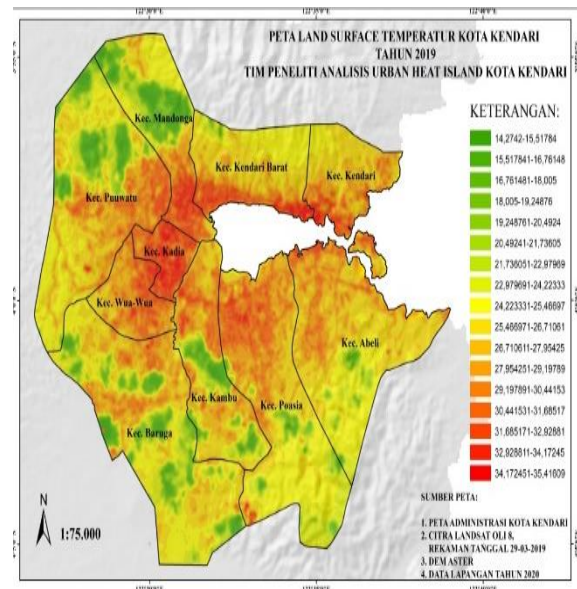 PETA LAND SURFACE TEMPERATUR KOTA KENDARI
TAHUN 2019
TIM PENELITI ANALISIS URBAN HEAT ISLAND KOTA KENDARI
KETERANGAN:
14,2742-15,51784
15,517841-16,76148
16,761481-18,005
18,005-19,24876
19,248761-20,4924
20,49241-21,73605
21,736051-22,97969
22,979691-24,22333
24,223331-25,46697
25,466971-26,71061
26,710611-27,95425
27,954251-29,19789
29,197891-30,44153
30,441531-31,68517
31,685171-32,92881
32,928811-34,17245
34,172451-35,41609
Kec. Mandonga
Kec. Kendari Barat
Kec. Kendari
Kec. Puuwatu
Kec. Kadia
Kec. Wua-Wua
Kec. Abeli
Kec. Kambu
Kec. Poasia
Kec. Baruga
N
1:75.000
SUMBER PETA:
1. PETA ADMINISTRASI KOTA KENDARI
2. CITRA LANDSAT OLI 8,
REKAMAN TANGGAL 29-03-2019
3. DEM ASTER
4. DATA LAPANGAN TAHUN 2020